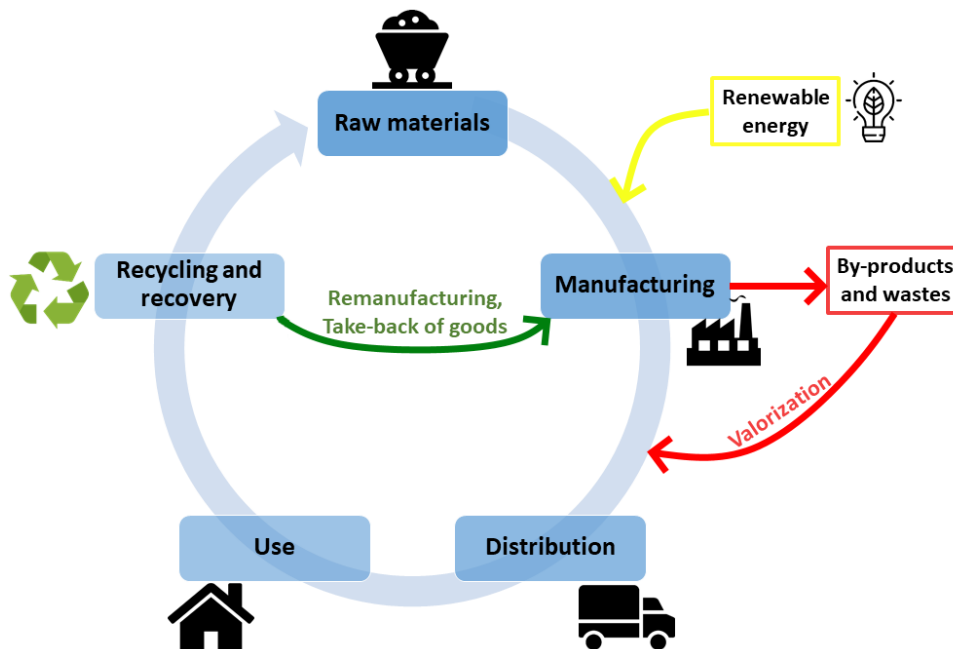 Raw materials
Renewable
energy
Recycling and
recovery
Remanufacturing,
Take-back of goods
Manufacturing
By-products
and wastes
Valorization
Use
Distribution